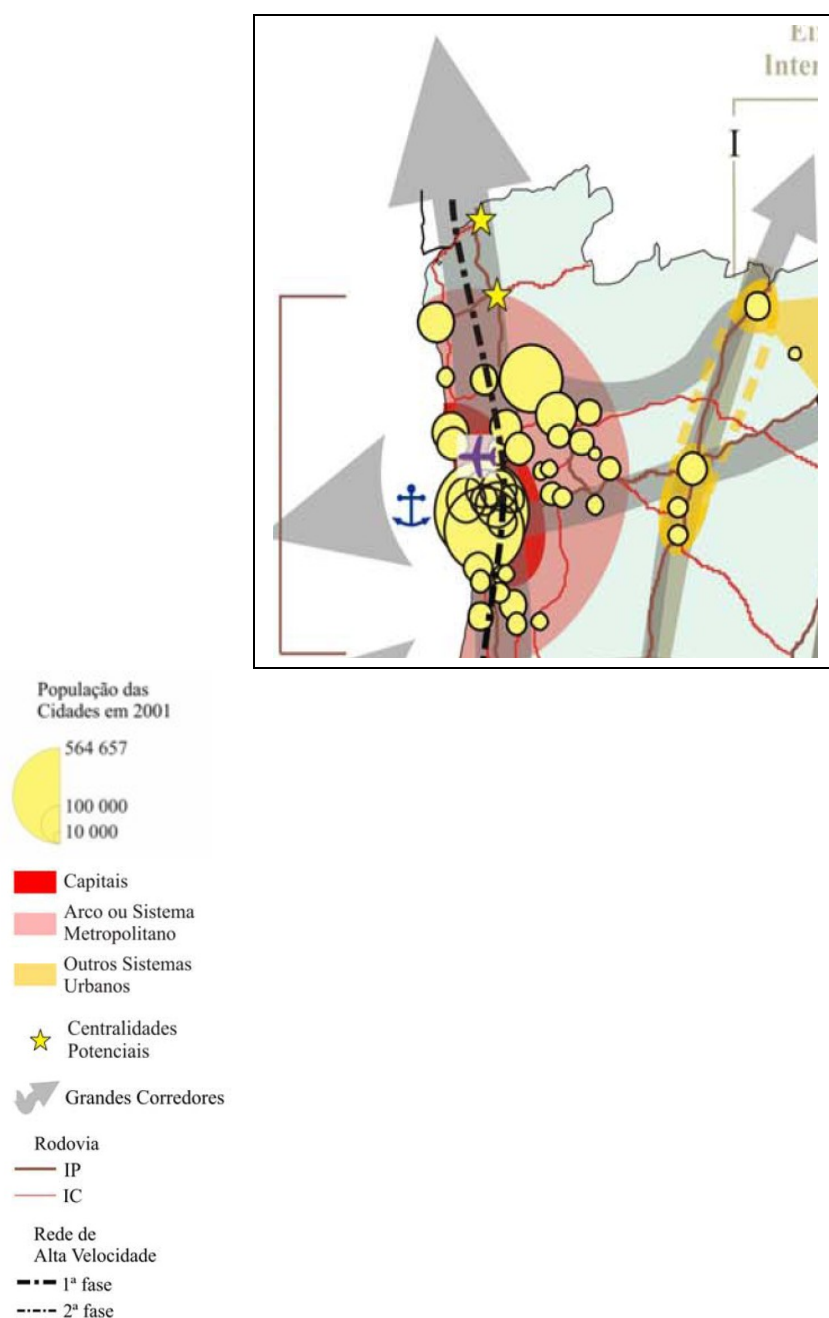 I
População das
Cidades em 2001
564 657
100 000
10 000
Capitais
Arco ou Sistema
Metropolitano
Outros Sistemas
Urbanos
Centralidades
Potenciais
Grandes Corredores
Rodovia
IP
IC
Rede de
Alta Velocidade
1ª fase
2ª fase